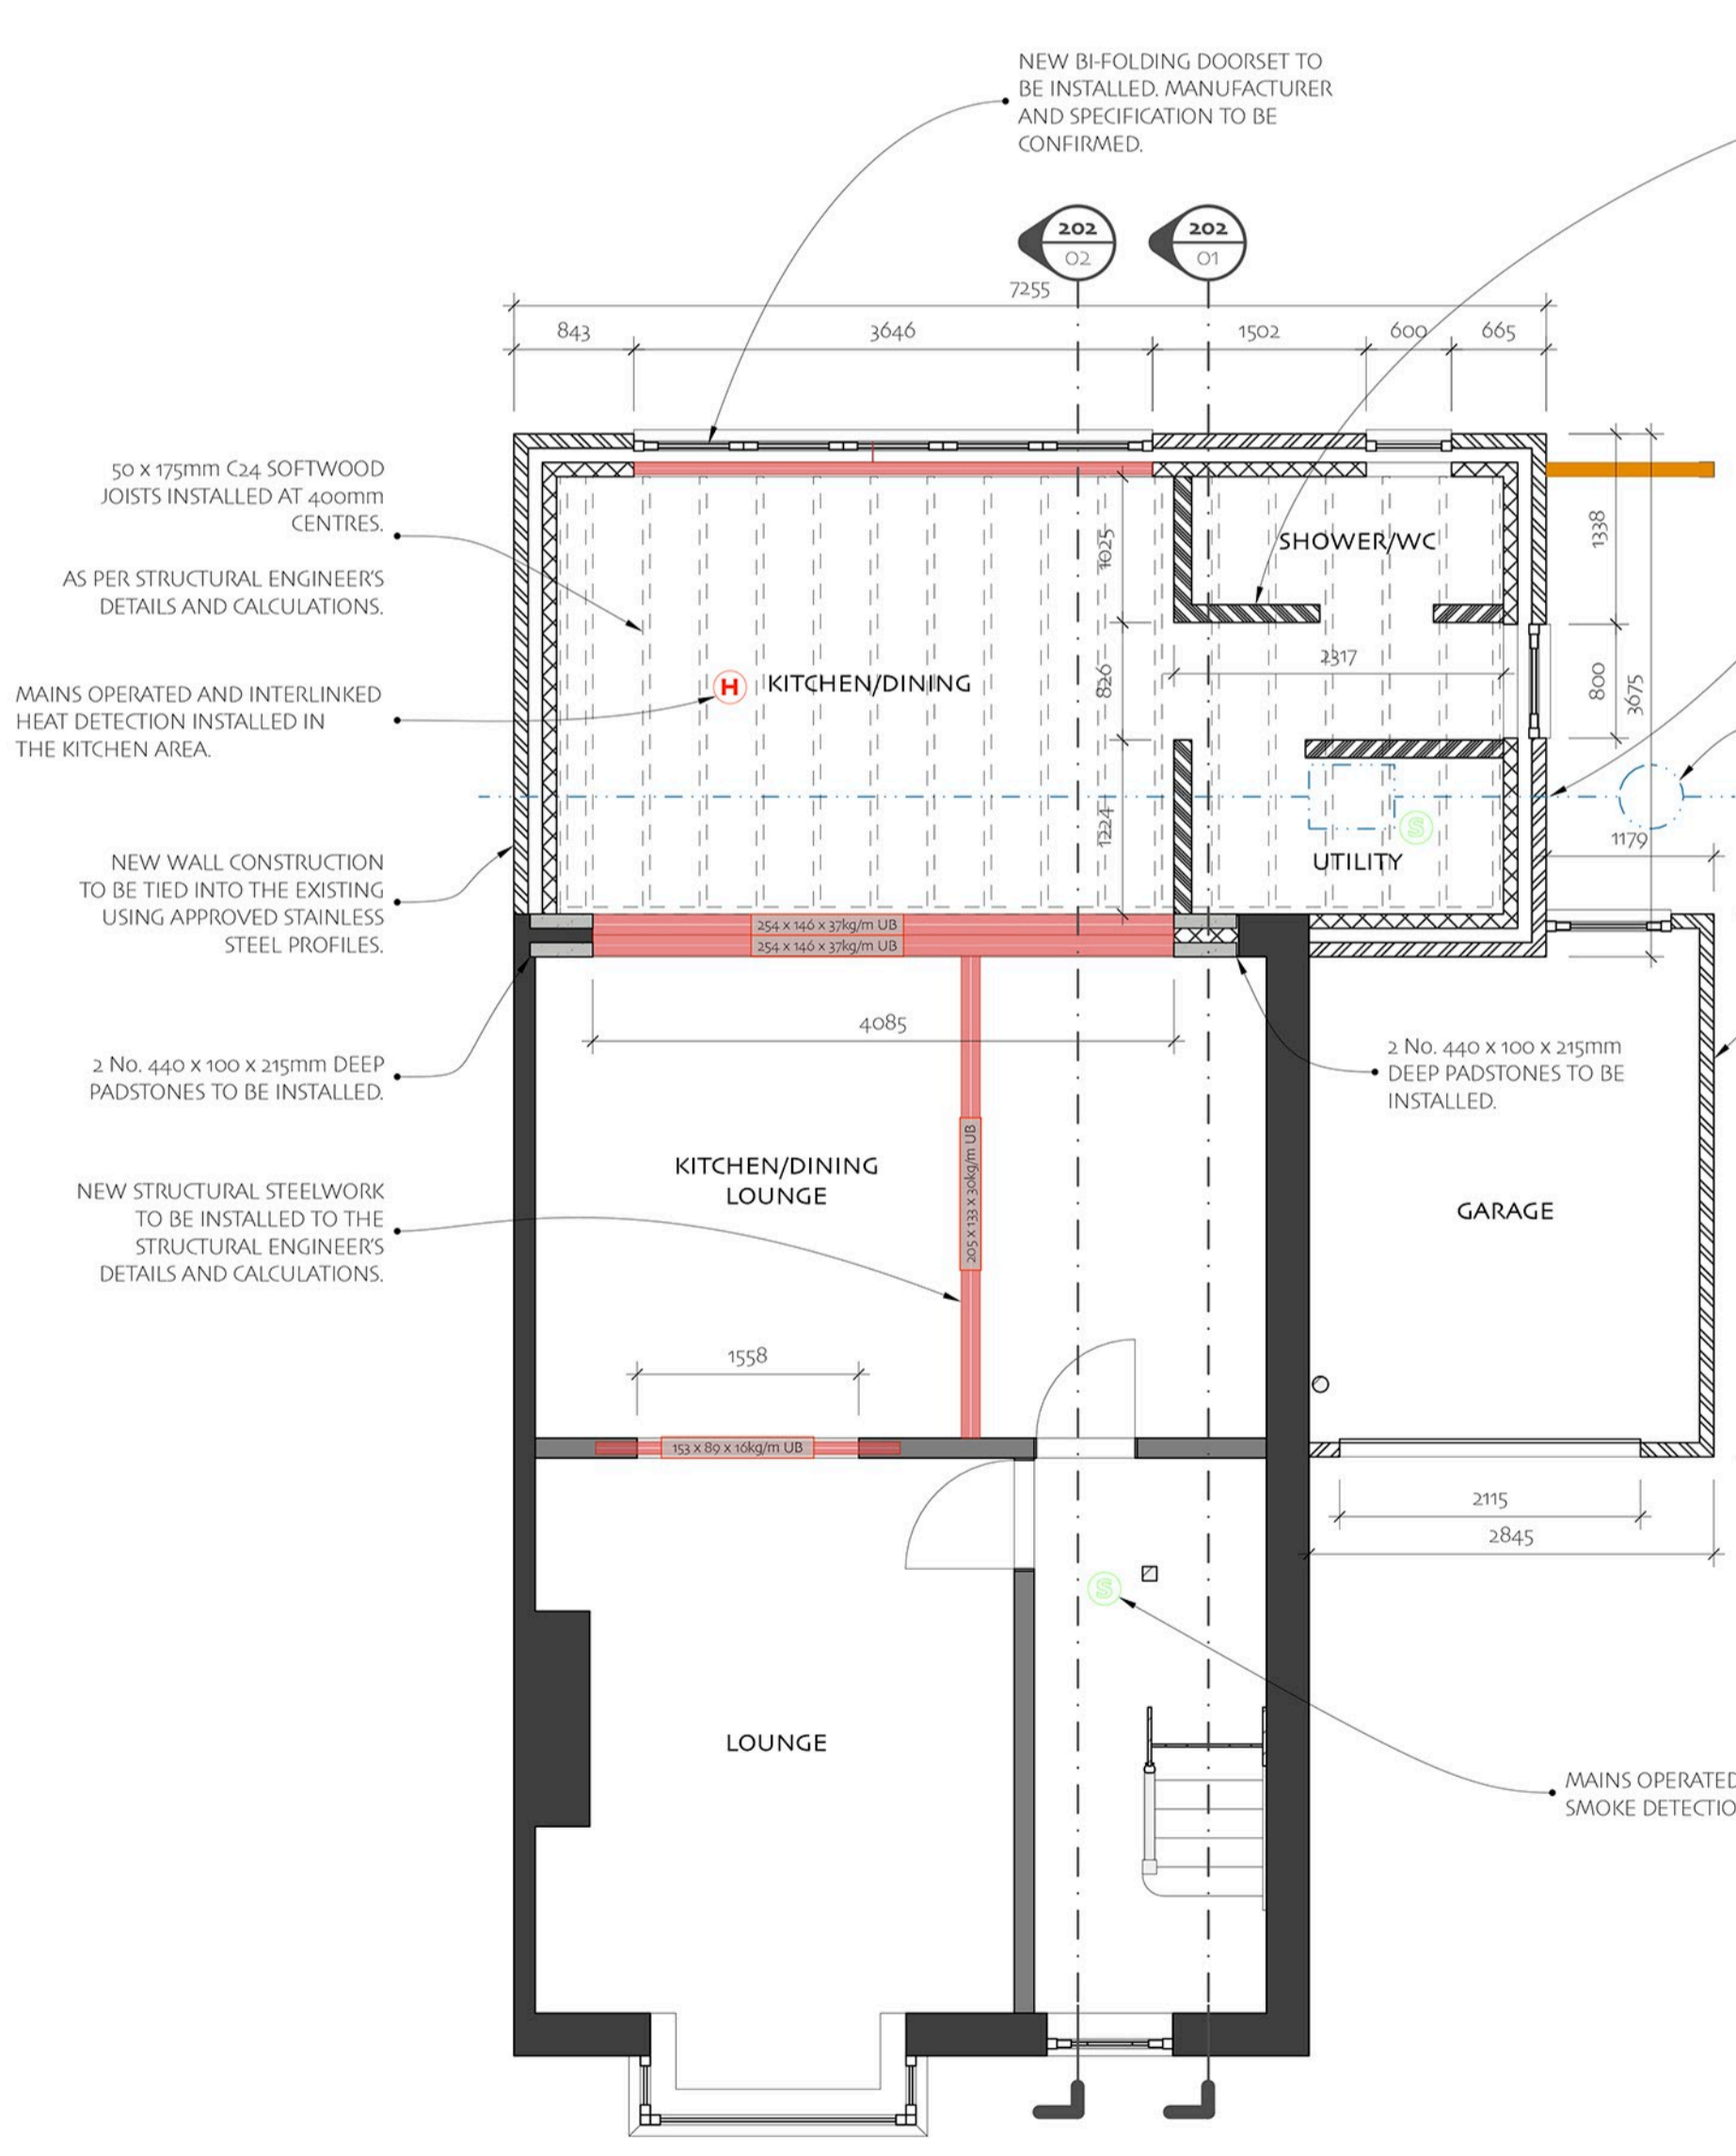 NEW BI-FOLDING DOORSET TO
BE INSTALLED. MANUFACTURER
AND SPECIFICATION TO BE
CONFIRMED.
202
02
202
01
7255
843
3646
1502
600
665
50 x 175mm C24 SOFTWOOD
JOISTS INSTALLED AT 400mm
CENTRES.
AS PER STRUCTURAL ENGINEER'S
DETAILS AND CALCULATIONS.
MAINS OPERATED AND INTERLINKED
HEAT DETECTION INSTALLED IN
THE KITCHEN AREA.
NEW WALL CONSTRUCTION
TO BE TIED INTO THE EXISTING
USING APPROVED STAINLESS
STEEL PROFILES.
2 No. 440 x 100 x 215mm DEEP
PADSTONES TO BE INSTALLED.
NEW STRUCTURAL STEELWORK
TO BE INSTALLED TO THE
STRUCTURAL ENGINEER'S
DETAILS AND CALCULATIONS.
1025
SHOWER/WC
1338
H
KITCHEN/DINING
826
2317
800
3675
1224
S
UTILITY
1179
254 x 146 x 37kg/m UB
254 x 146 x 37kg/m UB
4085
2 No. 440 x 100 x 215mm
DEEP PADSTONES TO BE
INSTALLED.
KITCHEN/DINING
LOUNGE
205 x 133 x 30kg/m UB
GARAGE
1558
153 x 89 x 16kg/m UB
2115
2845
S
LOUNGE
MAINS OPERATED
SMOKE DETECTIO